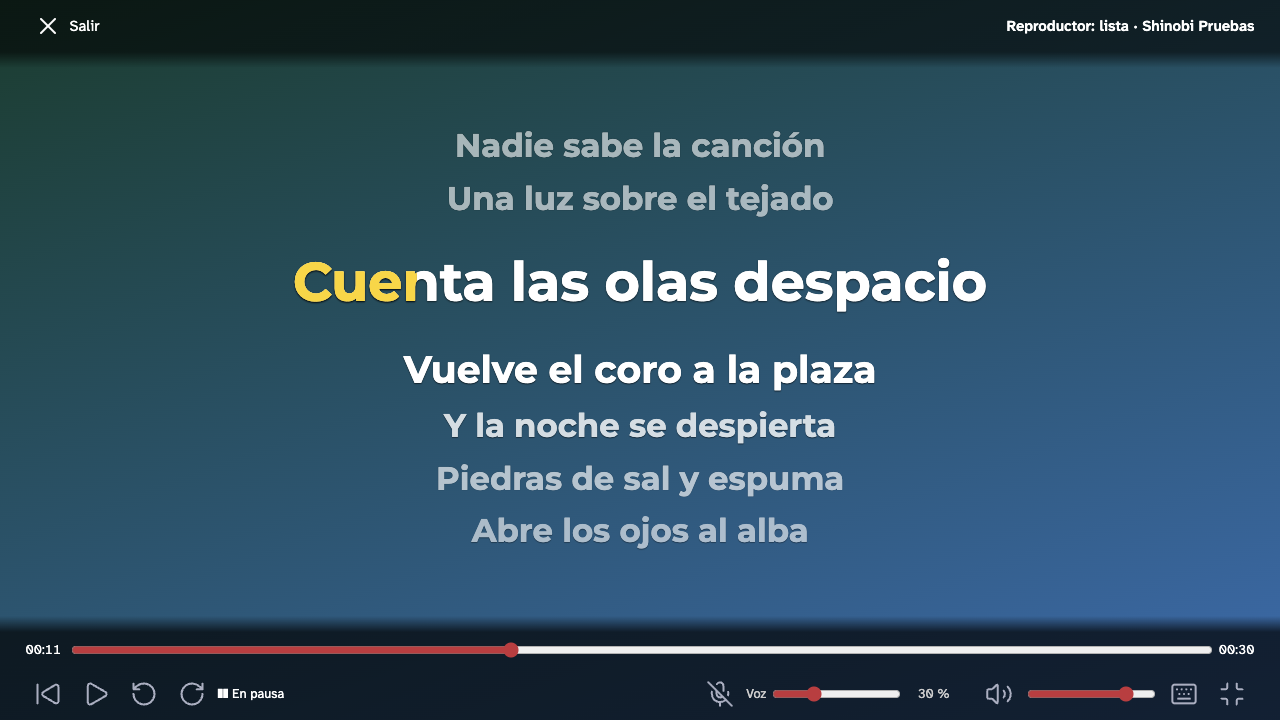 Salir
Reproductor: lista · Shinobi Pruebas
Nadie sabe la canción
Una luz sobre el tejado
Cuenta las olas despacio
Vuelve el coro a la plaza
Y la noche se despierta
Piedras de sal y espuma
Abre los ojos al alba
00:11
00:30
En pausa
Voz
30 %